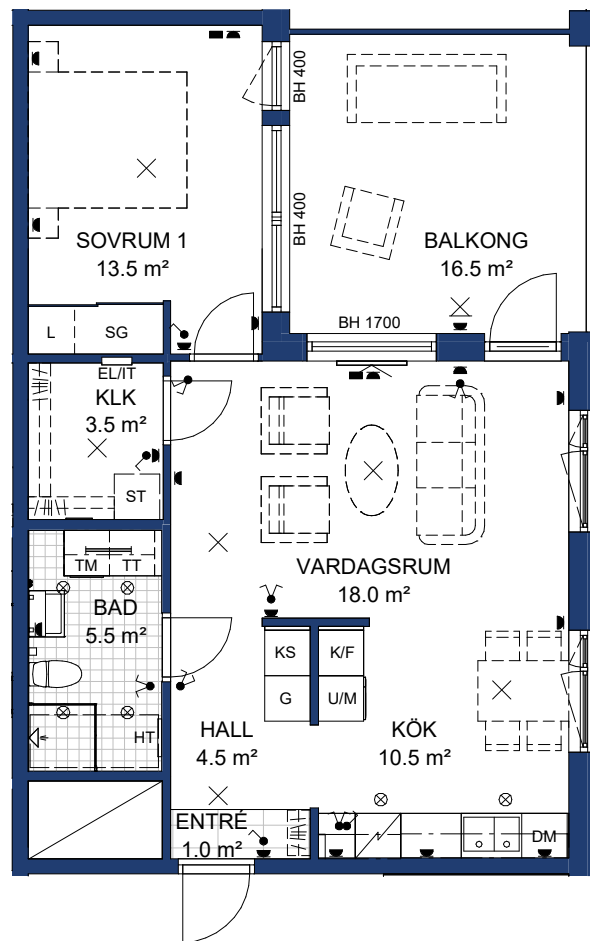 BH 400
SOVRUM 1
13.5 m²
BH 400
BALKONG
16.5 m²
BH 1700
L
SG
EL/IT
KLK
3.5 m²
ST
TM
TT
BAD
5.5 m²
HT
VARDAGSRUM
18.0 m²
KS
K/F
G
U/M
HALL
4.5 m²
KÖK
10.5 m²
ENTRÉ
1.0 m²
DM